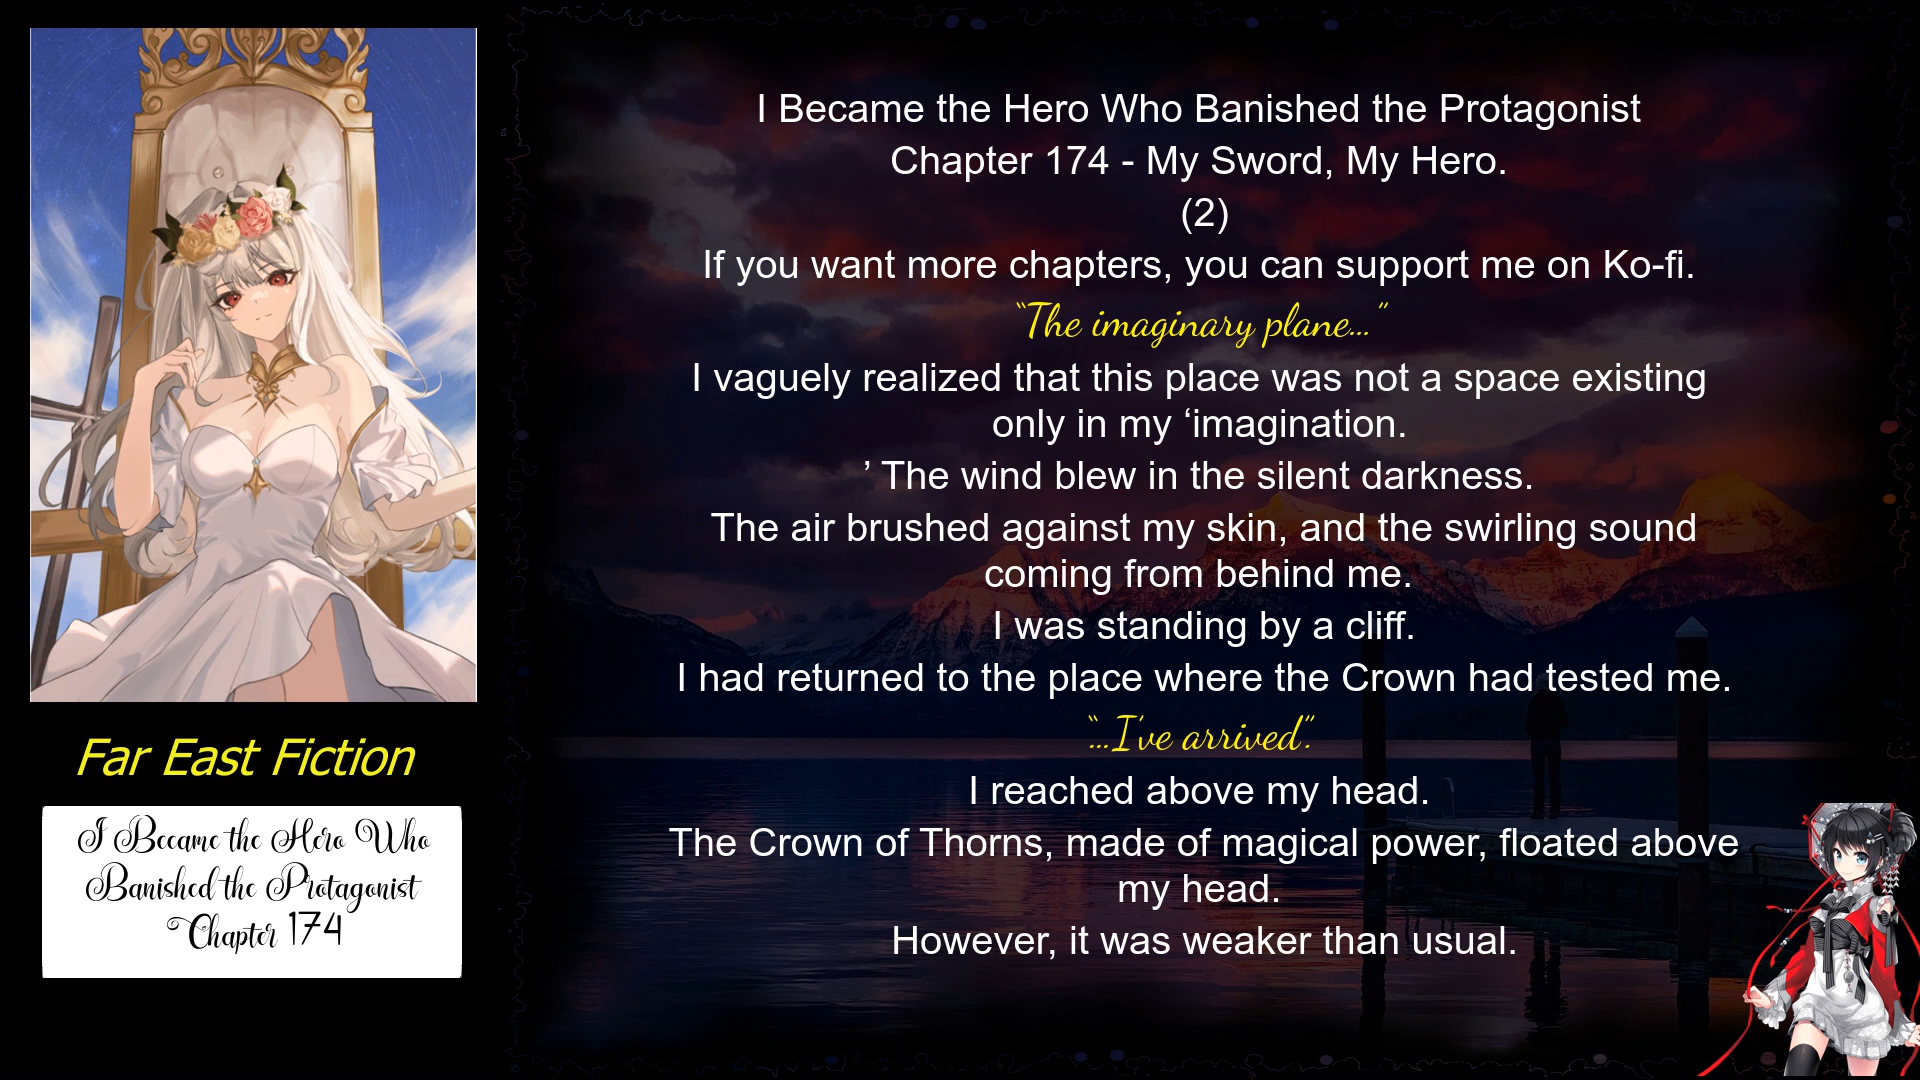 I Became the Hero Who Banished the Protagonist
Chapter 174 - My Sword, My Hero.
(2)
If you want more chapters, you can support me on Ko-fi.
“The imaginary plane...”
I vaguely realized that this place was not a space existing
only in my ‘imagination.
’ The wind blew in the silent darkness.
The air brushed against my skin, and the swirling sound
coming from behind me.
I was standing by a cliff.
I had returned to the place where the Crown had tested me.
“...I’ve arrived”.
I reached above my head.
The Crown of Thorns, made of magical power, floated above
my head.
However, it was weaker than usual.
Far East Fiction
I Became the Hero Who
Banished the Protagonist
Chapter 174